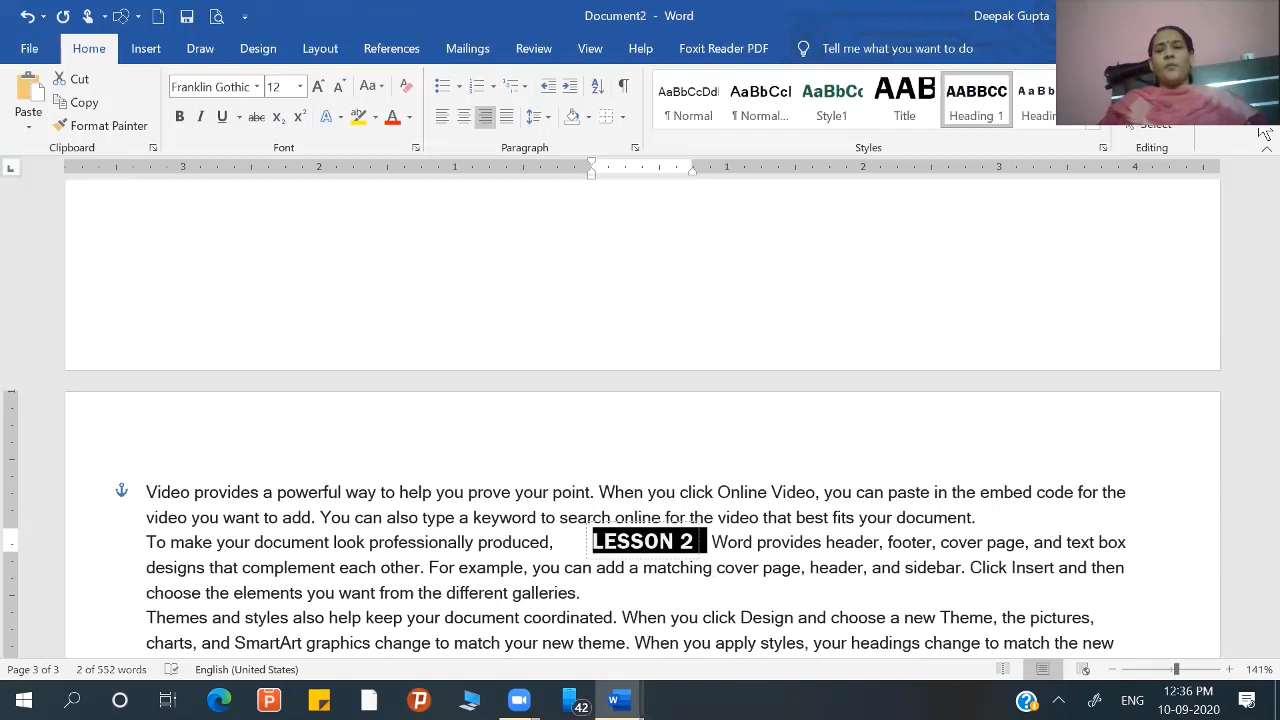 Document2 - Word
Deepak Gupta
File Home Insert Draw Design Layout References Mailings Review View Help Foxit Reader PDF Tell me what you want to do
Paste
Cut
Copy
Format Painter
Clipboard
Franklin Gothic 12
Font
Paragraph
AaBbCcDd ¶ Normal
AaBbCcI ¶ Normal...
AaBbCc Style1
AAB Title
AABBCC Heading 1
AaBb
Styles
Editing
3 2 1 1 2 3 4
Video provides a powerful way to help you prove your point. When you click Online Video, you can paste in the embed code for the
video you want to add. You can also type a keyword to search online for the video that best fits your document.
To make your document look professionally produced, LESSON 2 Word provides header, footer, cover page, and text box
designs that complement each other. For example, you can add a matching cover page, header, and sidebar. Click Insert and then
choose the elements you want from the different galleries.
Themes and styles also help keep your document coordinated. When you click Design and choose a new Theme, the pictures,
charts, and SmartArt graphics change to match your new theme. When you apply styles, your headings change to match the new
Page 3 of 3 2 of 552 words English (United States) 141%
42
ENG
12:36 PM
10-09-2020